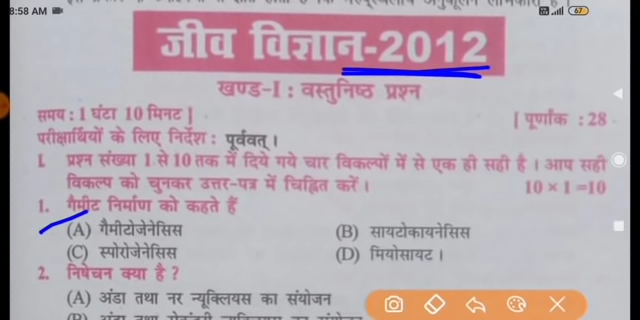 8:58 AM
67
जीव विज्ञान-2012
खण्ड-I : वस्तुनिष्ठ प्रश्न
समय : 1 घंटा 10 मिनट ] [ पूर्णांक : 28
परीक्षार्थियों के लिए निर्देश : पूर्ववत् ।
I. प्रश्न संख्या 1 से 10 तक में दिये गये चार विकल्पों में से एक ही सही है । आप सही
विकल्प को चुनकर उत्तर-पत्र में चिह्नित करें । 10 × 1 =10
1. गैमीट निर्माण को कहते हैं
(A) गैमीटोजेनेसिस (B) सायटोकायनेसिस
(C) स्पोरोजेनेसिस (D) मियोसायट ।
2. निषेचन क्या है ?
(A) अंडा तथा नर न्यूक्लियस का संयोजन